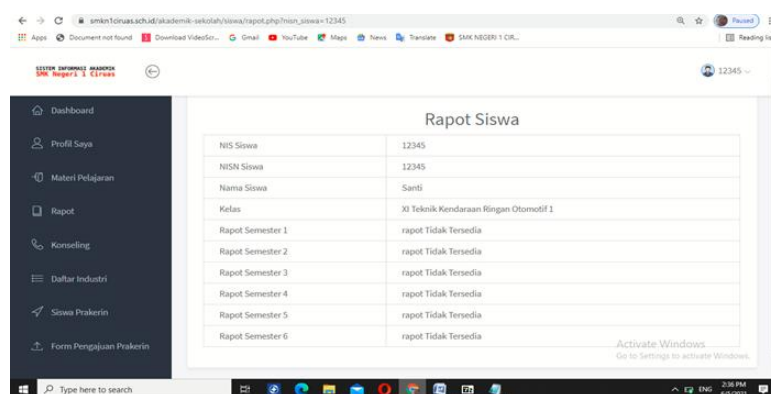 smkn1ciruas.sch.id/akademik-sekolah/siswa/rapot.php?nisn_siswa=12345
Paused
Apps Document not found Download VideoScr... Gmail YouTube Maps News Translate SMK NEGERI 1 CIR...
Reading lis
SISTEM INFORMASI AKADEMIK
SMK Negeri 1 Ciruas
12345
Dashboard
Profil Saya
Materi Pelajaran
Rapot
Konseling
Daftar Industri
Siswa Prakerin
Form Pengajuan Prakerin
Rapot Siswa
NIS Siswa 12345
NISN Siswa 12345
Nama Siswa Santi
Kelas XI Teknik Kendaraan Ringan Otomotif 1
Rapot Semester 1 rapot Tidak Tersedia
Rapot Semester 2 rapot Tidak Tersedia
Rapot Semester 3 rapot Tidak Tersedia
Rapot Semester 4 rapot Tidak Tersedia
Rapot Semester 5 rapot Tidak Tersedia
Rapot Semester 6 rapot Tidak Tersedia
Activate Windows
Go to Settings to activate Windows.
Type here to search
ENG
2:36 PM